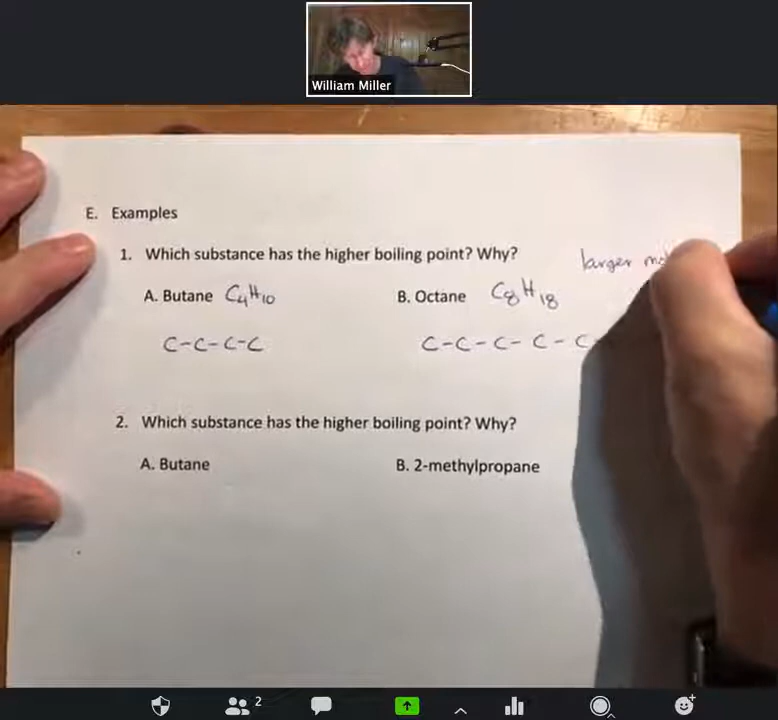 William Miller
E. Examples
1. Which substance has the higher boiling point? Why? larger
A. Butane C4H10 B. Octane C8H18
C-C-C-C C-C-C-C-C
2. Which substance has the higher boiling point? Why?
A. Butane B. 2-methylpropane
2